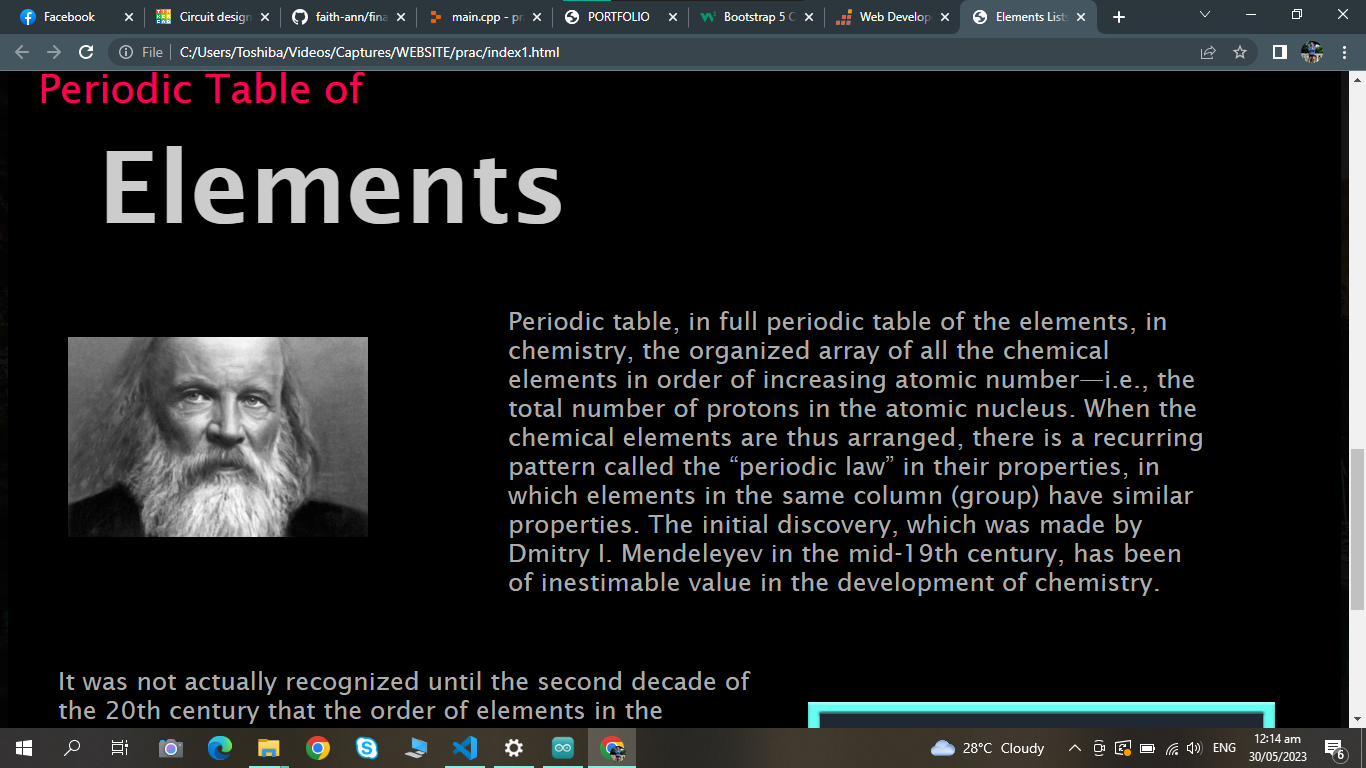 Facebook
Circuit design
faith-ann/fina
main.cpp - pr
PORTFOLIO
Bootstrap 5 C
Web Develop
Elements Lists
File
C:/Users/Toshiba/Videos/Captures/WEBSITE/prac/index1.html
Periodic Table of
Elements
Periodic table, in full periodic table of the elements, in
chemistry, the organized array of all the chemical
elements in order of increasing atomic number—i.e., the
total number of protons in the atomic nucleus. When the
chemical elements are thus arranged, there is a recurring
pattern called the “periodic law” in their properties, in
which elements in the same column (group) have similar
properties. The initial discovery, which was made by
Dmitry I. Mendeleyev in the mid-19th century, has been
of inestimable value in the development of chemistry.
It was not actually recognized until the second decade of
the 20th century that the order of elements in the
28°C Cloudy
ENG
12:14 am
30/05/2023
6